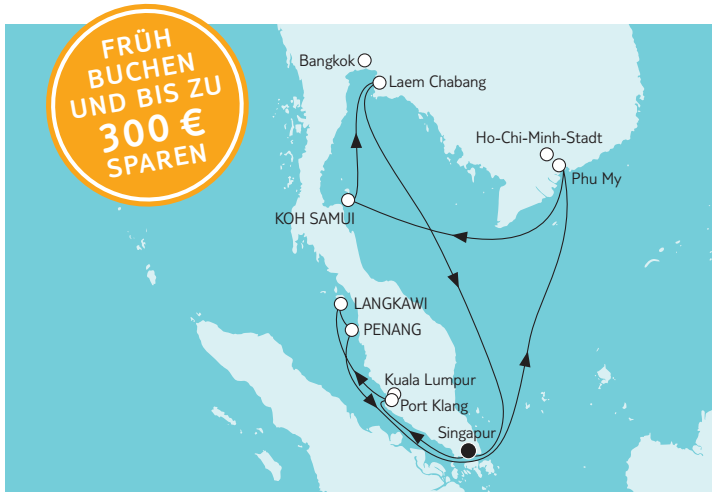 FRÜH
BUCHEN
UND BIS ZU
300 €
SPAREN
Bangkok
Laem Chabang
Ho-Chi-Minh-Stadt
Phu My
KOH SAMUI
LANGKAWI
PENANG
Kuala Lumpur
Port Klang
Singapur